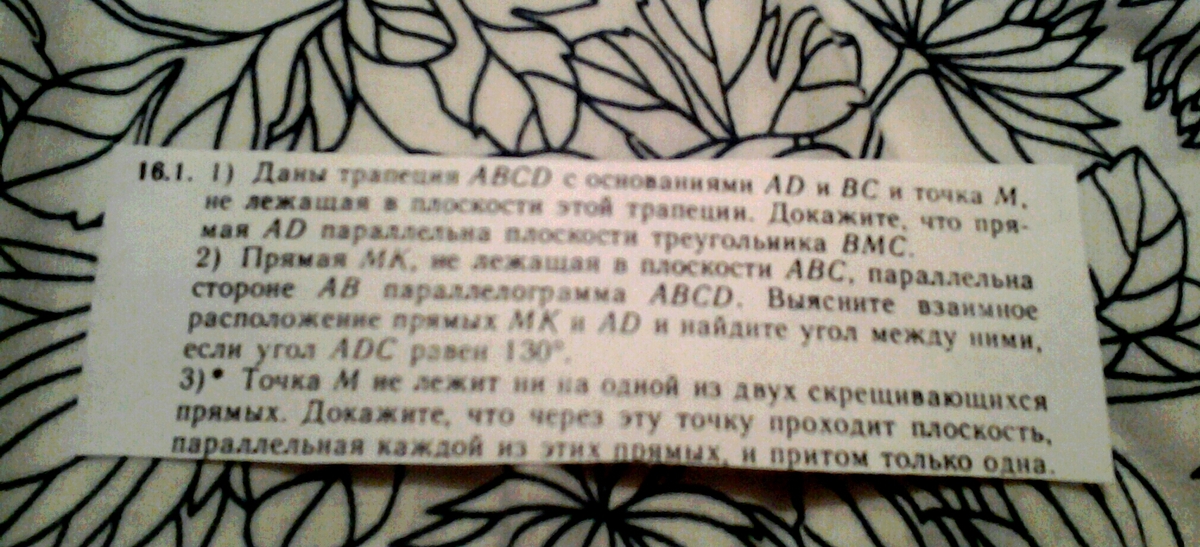 16.1. 1) Даны трапеция ABCD с основаниями AD и BC и точка M,
не лежащая в плоскости этой трапеции. Докажите, что пря-
мая AD параллельна плоскости треугольника BMC.
2) Прямая MK, не лежащая в плоскости ABC, параллельна
стороне AB параллелограмма ABCD. Выясните взаимное
расположение прямых MK и AD и найдите угол между ними,
если угол ADC равен 130°.
3)• Точка M не лежит ни на одной из двух скрещивающихся
прямых. Докажите, что через эту точку проходит плоскость,
параллельная каждой из этих прямых, и притом только одна.